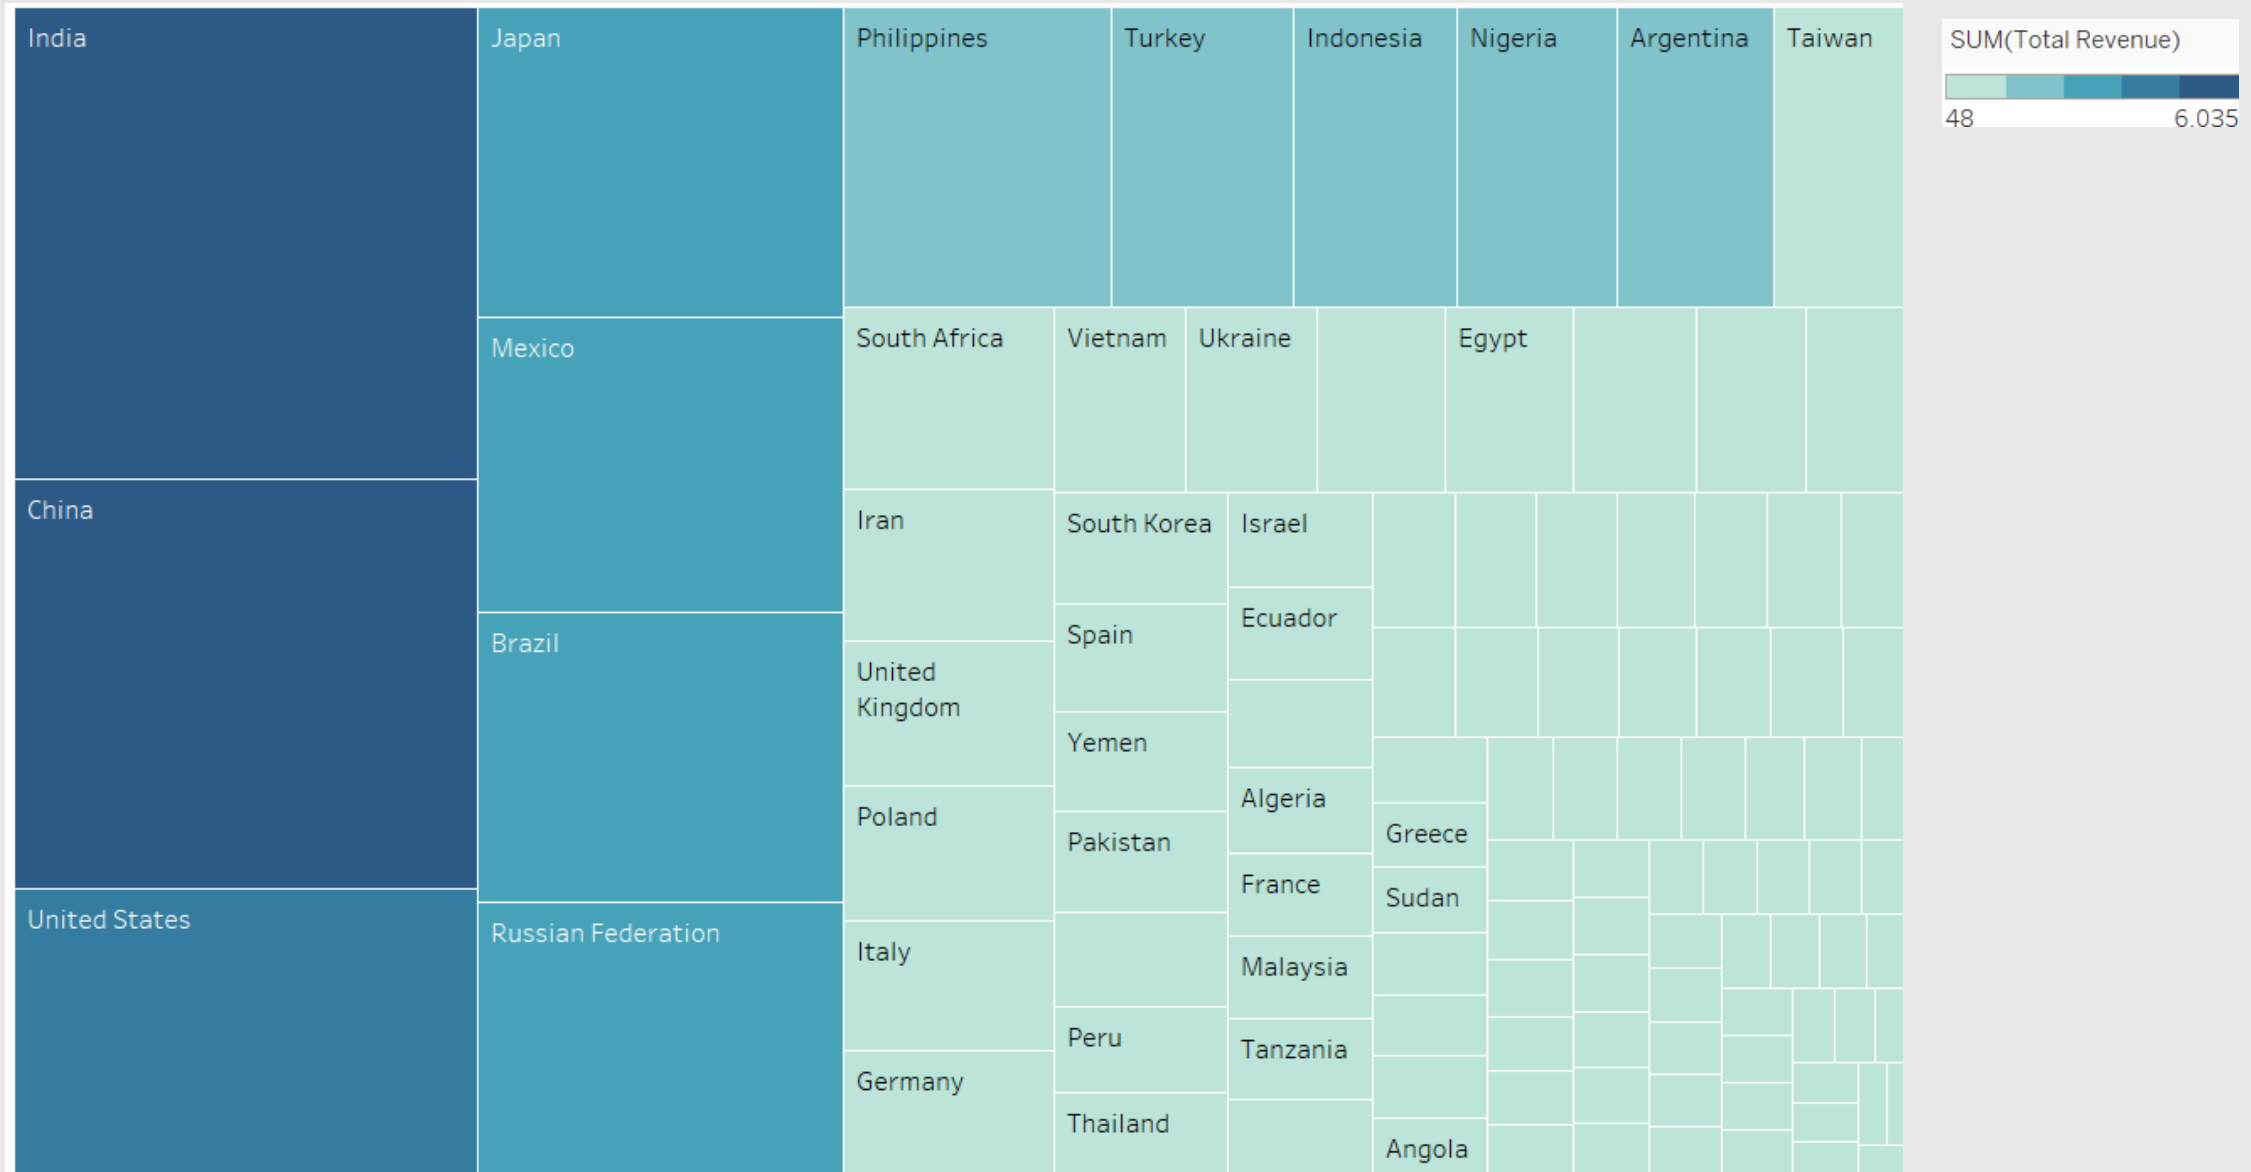 India
Japan
Philippines
Turkey
Indonesia
Nigeria
Argentina
Taiwan
SUM(Total Revenue)
48
6.035
Mexico
South Africa
Vietnam
Ukraine
Egypt
China
Iran
South Korea
Israel
Ecuador
Brazil
Spain
United
Kingdom
Yemen
Algeria
Poland
Pakistan
Greece
France
Sudan
United States
Russian Federation
Italy
Malaysia
Peru
Tanzania
Germany
Thailand
Angola